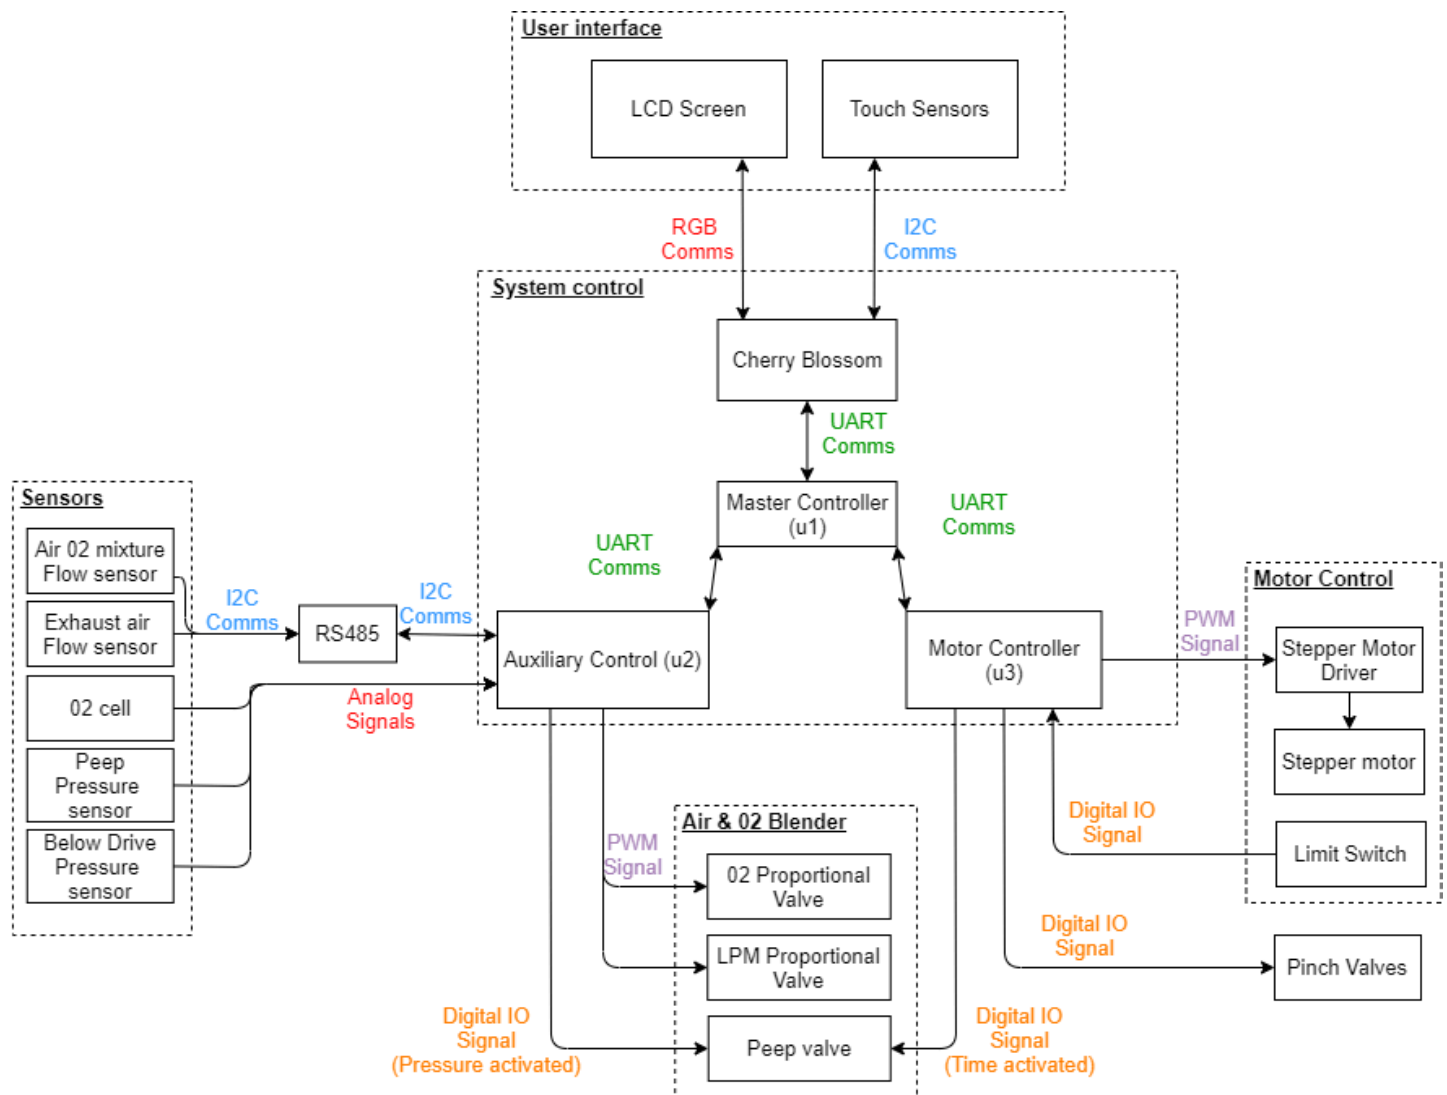 User interface
LCD Screen
Touch Sensors
RGB
Comms
I2C
Comms
System control
Cherry Blossom
UART
Comms
Master Controller
(u1)
UART
Comms
UART
Comms
Sensors
Air 02 mixture
Flow sensor
Exhaust air
Flow sensor
02 cell
Peep
Pressure
sensor
Below Drive
Pressure
sensor
I2C
Comms
RS485
I2C
Comms
Analog
Signals
Auxiliary Control (u2)
Motor Controller
(u3)
PWM
Signal
Motor Control
Stepper Motor
Driver
Stepper motor
Limit Switch
Digital IO
Signal
Digital IO
Signal
Pinch Valves
Air & 02 Blender
PWM
Signal
02 Proportional
Valve
LPM Proportional
Valve
Peep valve
Digital IO
Signal
(Pressure activated)
Digital IO
Signal
(Time activated)